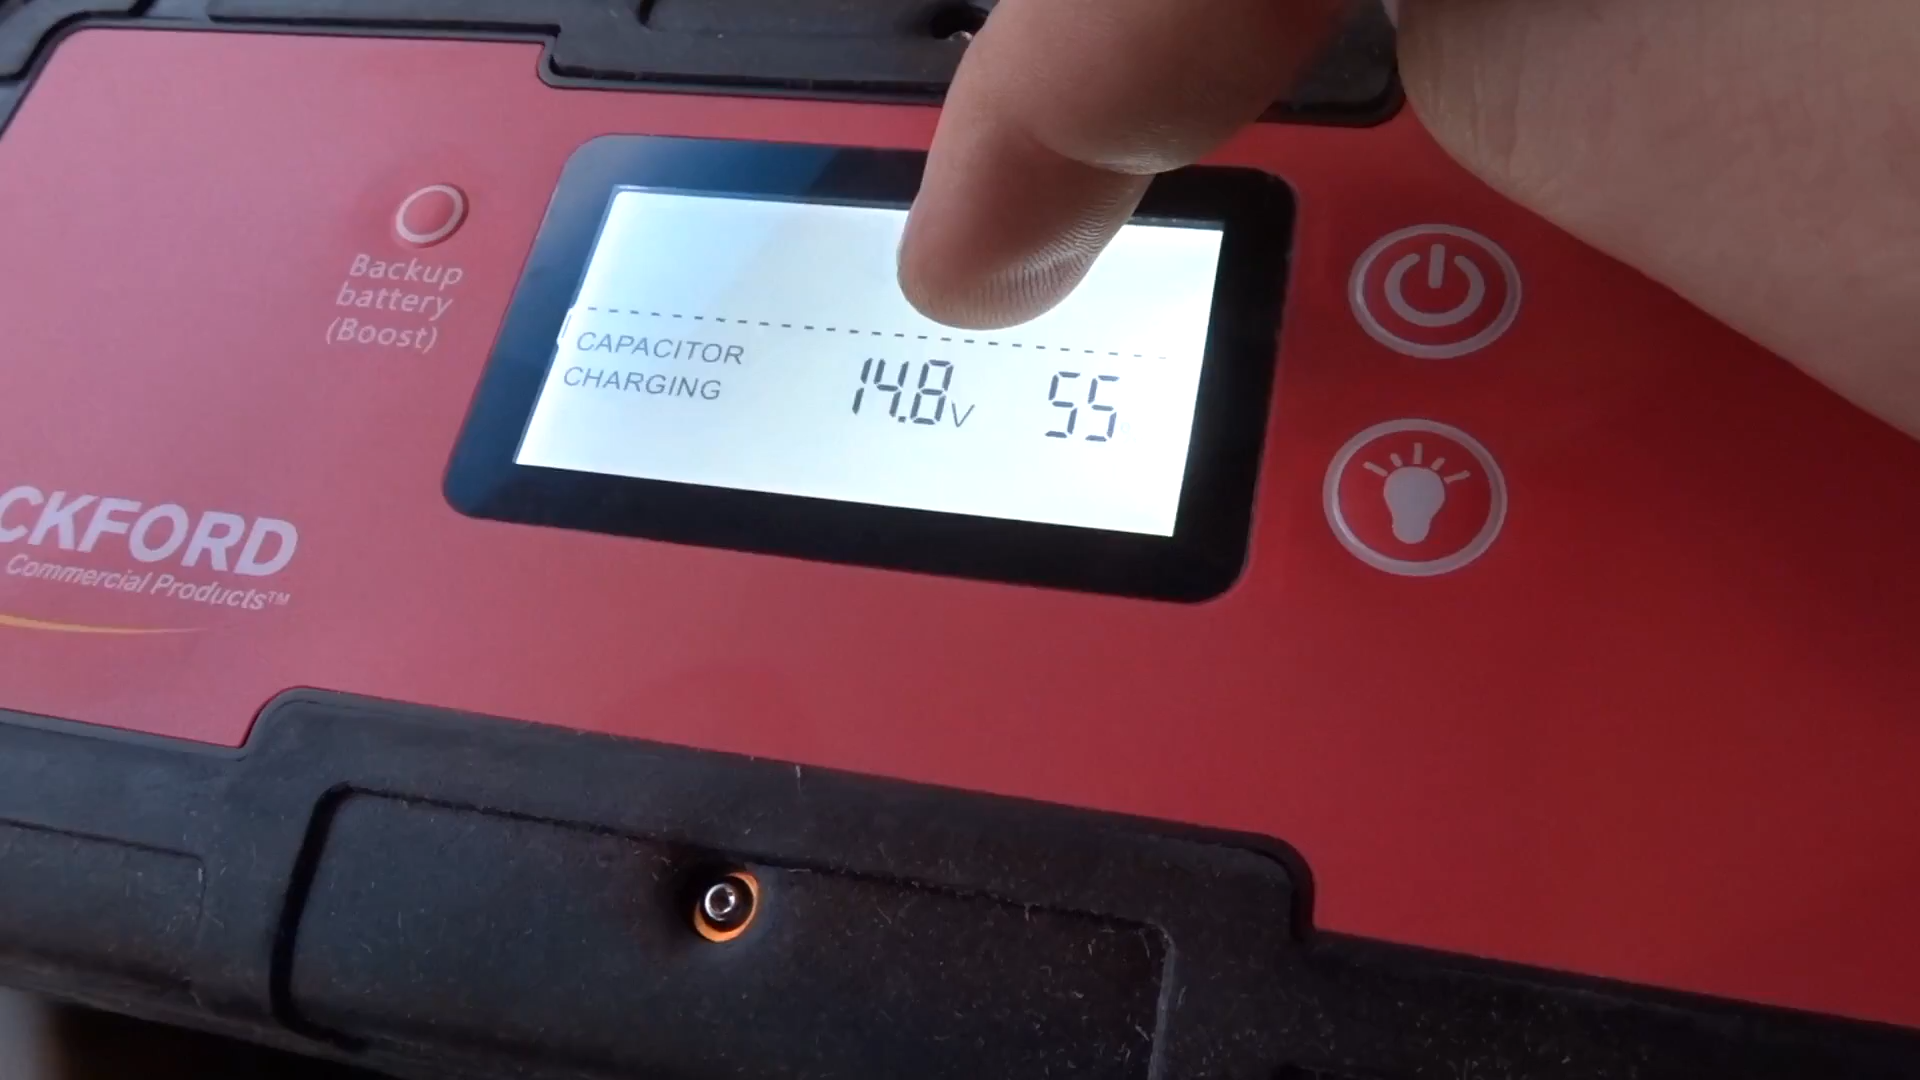 Backup
battery
(Boost)
CAPACITOR
CHARGING
14.8V 55
CKFORD
Commercial Products™